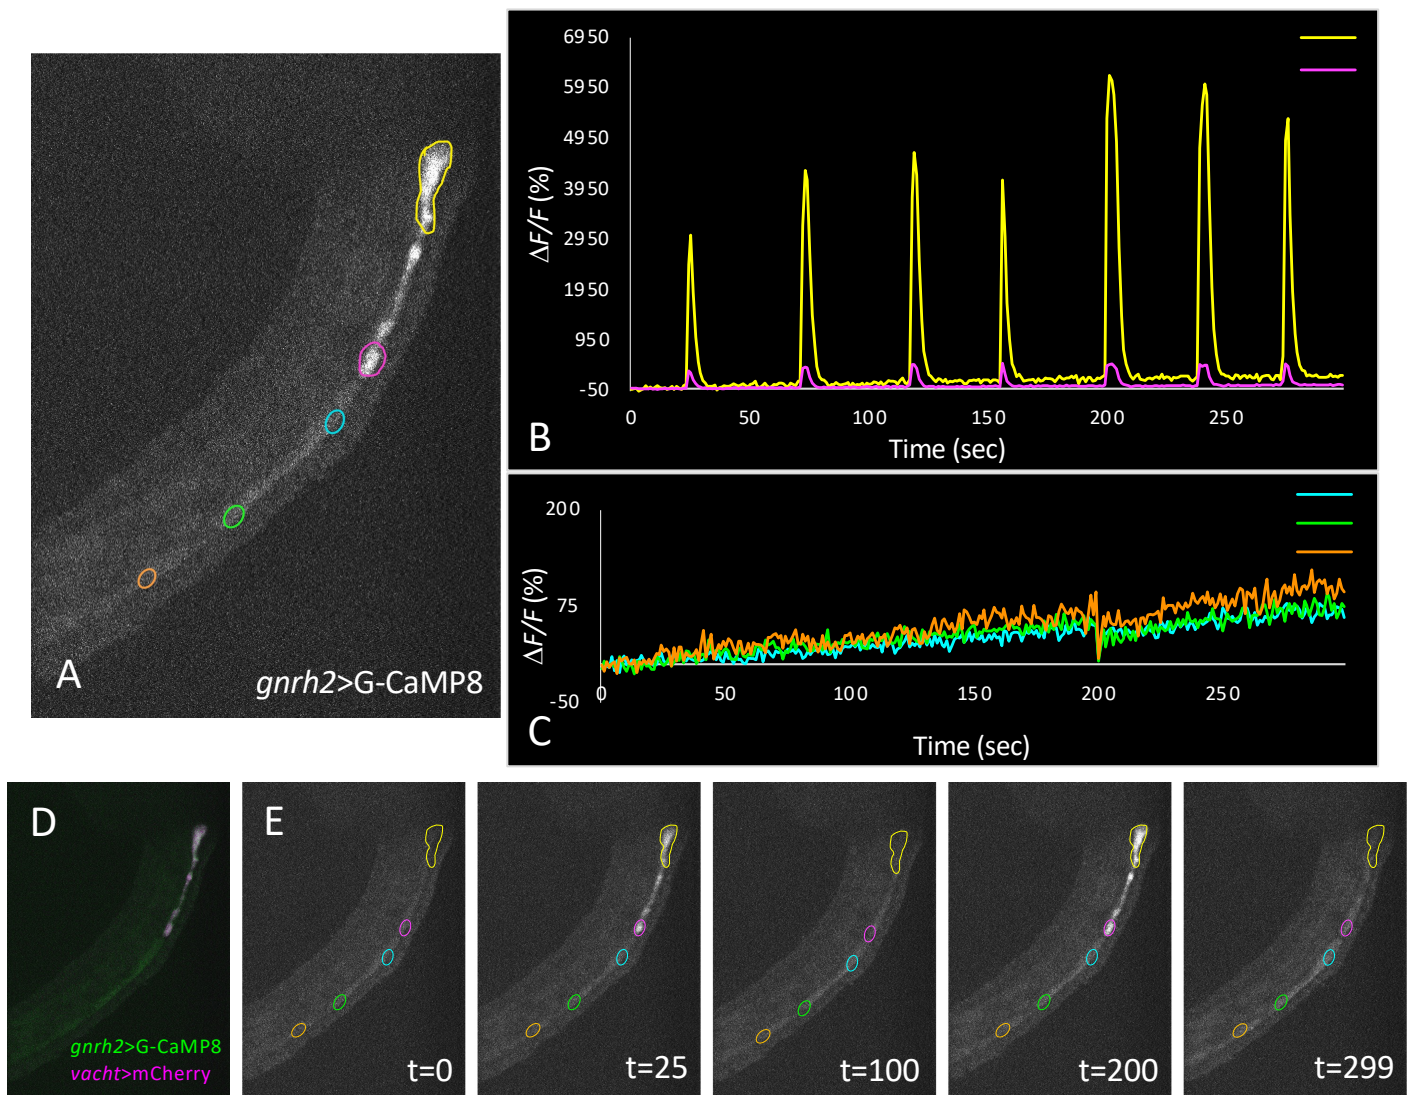 A
gnrh2>G-CaMP8
6950
5950
4950
3950
2950
1950
950
-50
ΔF/F (%)
0 50 100 150 200 250
Time (sec)
B
200
75
-50
ΔF/F (%)
0 50 100 150 200 250
Time (sec)
C
D
gnrh2>G-CaMP8
vacht>mCherry
E
t=0
t=25
t=100
t=200
t=299